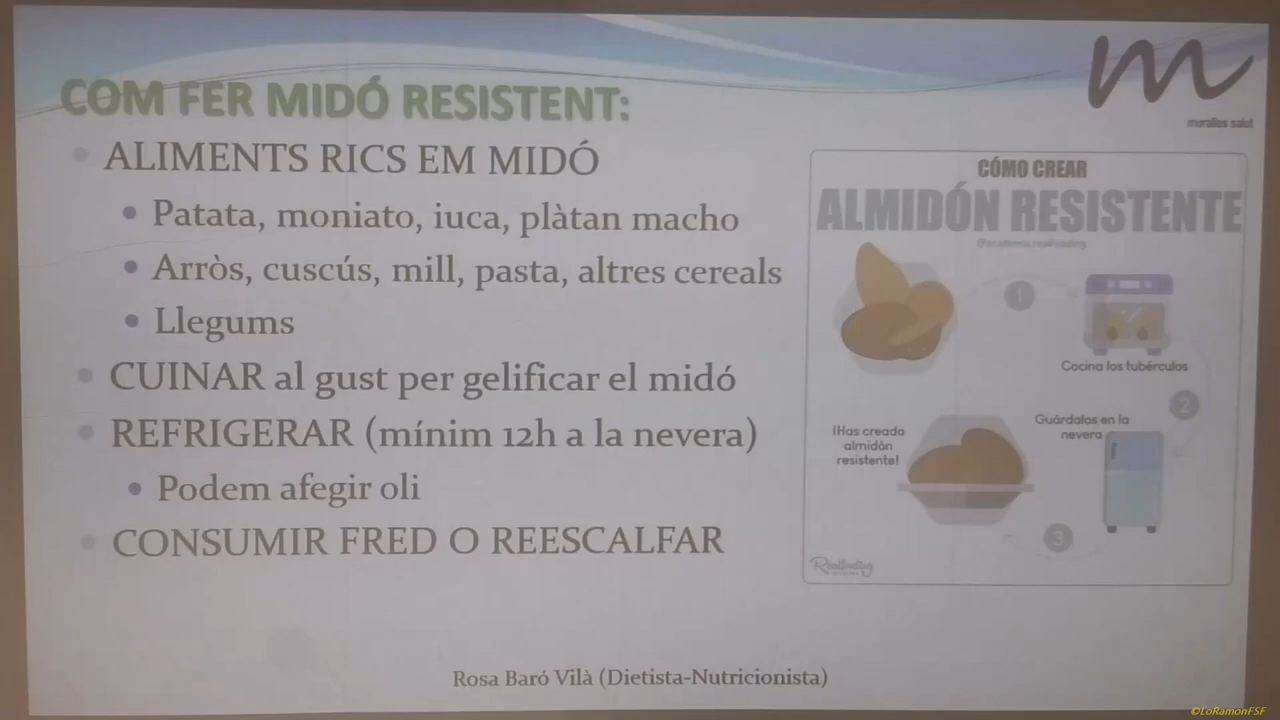 COM FER MIDÓ RESISTENT:
ALIMENTS RICS EM MIDÓ
Patata, moniato, iuca, plàtan macho
Arròs, cuscús, mill, pasta, altres cereals
Llegums
CUINAR al gust per gelificar el midó
REFRIGERAR (mínim 12h a la nevera)
Podem afegir oli
CONSUMIR FRED O REESCALFAR
m
muralles salut
CÓMO CREAR
ALMIDÓN RESISTENTE
@academia.realfooding
1
Cocina los tubérculos
2
Guárdalos en la
nevera
3
¡Has creado
almidón
resistente!
Realfooding
Rosa Baró Vilà (Dietista-Nutricionista)
©LoRamonFSF